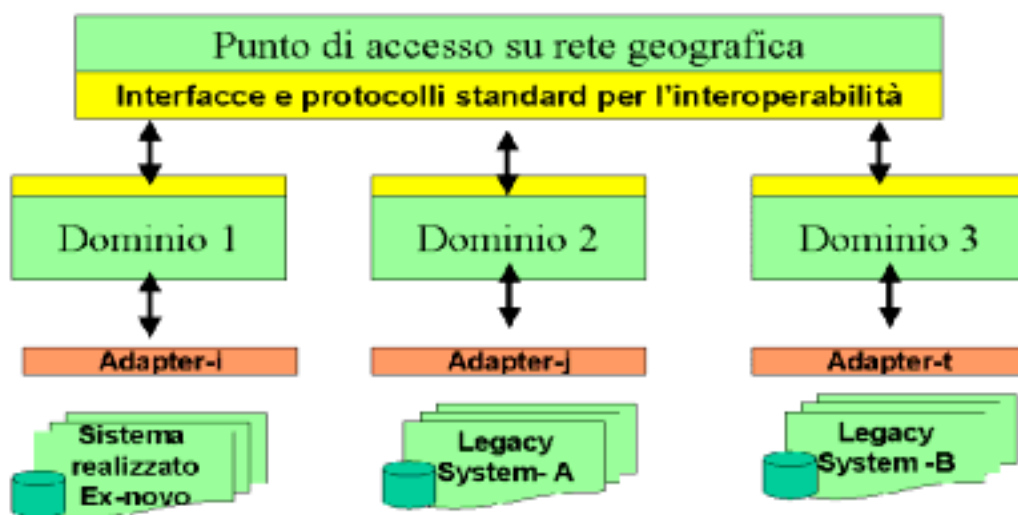 Punto di accesso su rete geografica
Interfacce e protocolli standard per l'interoperabilità
Dominio 1
Dominio 2
Dominio 3
Adapter-i
Adapter-j
Adapter-t
Sistema
realizzato
Ex-novo
Legacy
System- A
Legacy
System -B